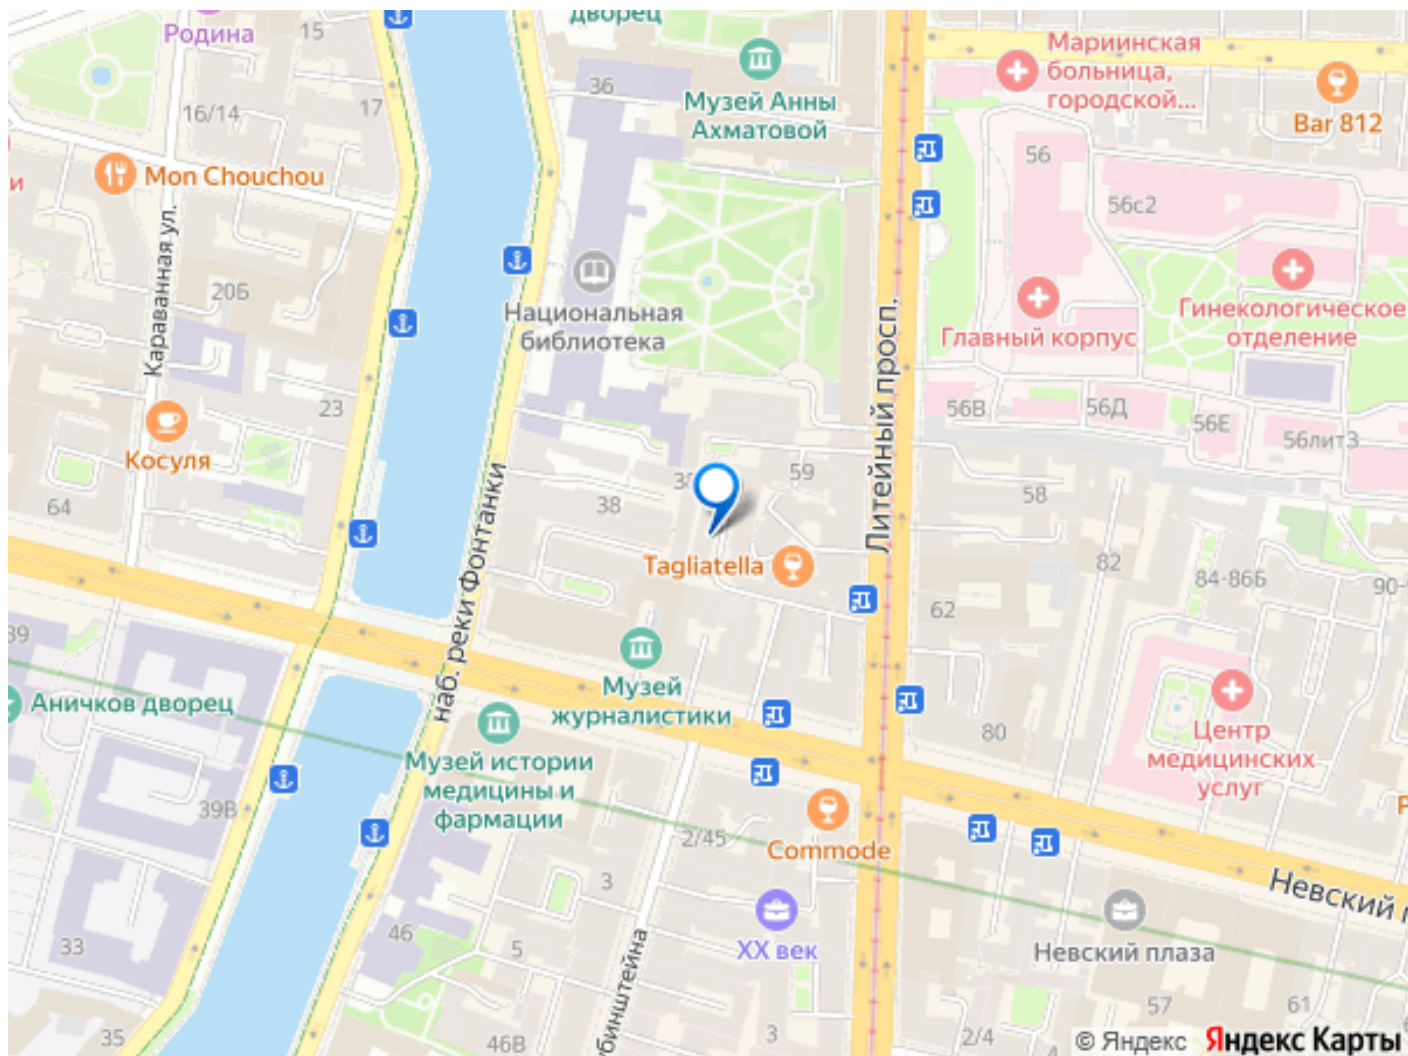 дворец
Родина
15
Мариинская
больница,
городской...
36
Музей Анны
Ахматовой
17
16/14
Bar 812
56
Mon Chouchou
и
56с2
Караванная ул.
20Б
Национальная
библиотека
Гинекологическое
отделение
Главный корпус
Литейный просп.
23
56В
56Д
56Е
56лит3
Косуля
59
64
38
58
наб. реки Фонтанки
Tagliatella
82
84-86Б
90-
62
39
Музей
журналистики
Аничков дворец
80
Центр
медицинских
услуг
Музей истории
медицины и
фармации
39В
2/45
Commode
3
Невский
46
33
5
XX век
Невский плаза
бинштейна
57
61
35
46В
3
2/4
© Яндекс Яндекс Карты